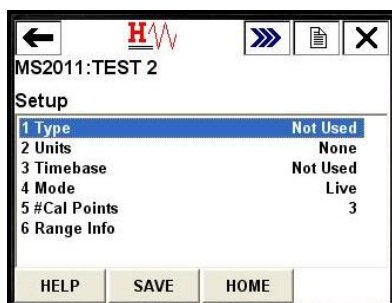 H
MS2011:TEST 2
Setup
1 Type Not Used
2 Units None
3 Timebase Not Used
4 Mode Live
5 #Cal Points 3
6 Range Info
HELP SAVE HOME